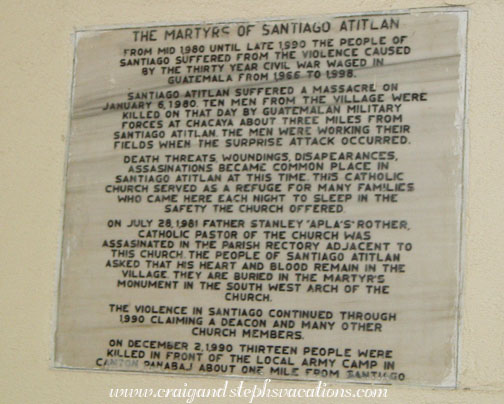 THE MARTYRS OF SANTIAGO ATITLAN
FROM MID 1980 UNTIL LATE 1990 THE PEOPLE OF
SANTIAGO SUFFERED FROM THE VIOLENCE CAUSED
BY THE THIRTY YEAR CIVIL WAR WAGED IN
GUATEMALA FROM 1966 TO 1998.
SANTIAGO ATITLAN SUFFERED A MASSACRE ON
JANUARY 6, 1980. TEN MEN FROM THE VILLAGE WERE
KILLED ON THAT DAY BY GUATEMALAN MILITARY
FORCES AT CHACAYA ABOUT THREE MILES FROM
SANTIAGO ATITLAN. THE MEN WERE WORKING THEIR
FIELDS WHEN THE SURPRISE ATTACK OCCURRED.
DEATH THREATS, WOUNDINGS, DISAPEARANCES,
ASSASINATIONS BECAME COMMON PLACE IN
SANTIAGO ATITLAN AT THIS TIME. THIS CATHOLIC
CHURCH SERVED AS A REFUGE FOR MANY FAMILIES
WHO CAME HERE EACH NIGHT TO SLEEP IN THE
SAFETY THE CHURCH OFFERED.
ON JULY 28, 1981 FATHER STANLEY "APLA'S" ROTHER,
CATHOLIC PASTOR OF THE CHURCH WAS
ASSASINATED IN THE PARISH RECTORY ADJACENT TO
THIS CHURCH. THE PEOPLE OF SANTIAGO ATITLAN
ASKED THAT HIS HEART AND BLOOD REMAIN IN THE
VILLAGE. THEY ARE BURIED IN THE MARTYR'S
MONUMENT IN THE SOUTH WEST ARCH OF THE
CHURCH.
THE VIOLENCE IN SANTIAGO CONTINUED THROUGH
1990 CLAIMING A DEACON AND MANY OTHER
CHURCH MEMBERS.
ON DECEMBER 2, 1990 THIRTEEN PEOPLE WERE
KILLED IN FRONT OF THE LOCAL ARMY CAMP IN
CANTON PANABAJ ABOUT ONE MILE FROM SANTIAGO
www.craigandstephsvacations.com